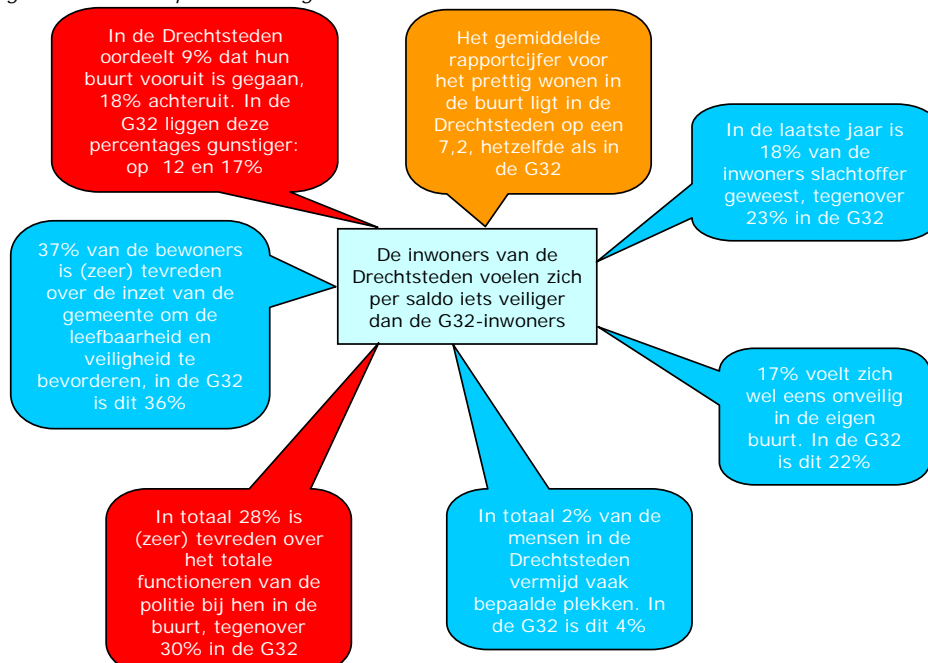 In de Drechtsteden
oordeelt 9% dat hun
buurt vooruit is gegaan,
18% achteruit. In de
G32 liggen deze
percentages gunstiger:
op 12 en 17%
Het gemiddelde
rapportcijfer voor
het prettig wonen in
de buurt ligt in de
Drechtsteden op een
7,2, hetzelfde als in
de G32
In de laatste jaar is
18% van de
inwoners slachtoffer
geweest, tegenover
23% in de G32
37% van de bewoners
is (zeer) tevreden
over de inzet van de
gemeente om de
leefbaarheid en
veiligheid te
bevorderen, in de G32
is dit 36%
De inwoners van de
Drechtsteden voelen zich
per saldo iets veiliger
dan de G32-inwoners
17% voelt zich
wel eens onveilig
in de eigen
buurt. In de G32
is dit 22%
In totaal 28% is
(zeer) tevreden over
het totale
functioneren van de
politie bij hen in de
buurt, tegenover
30% in de G32
In totaal 2% van de
mensen in de
Drechtsteden
vermijd vaak
bepaalde plekken. In
de G32 is dit 4%